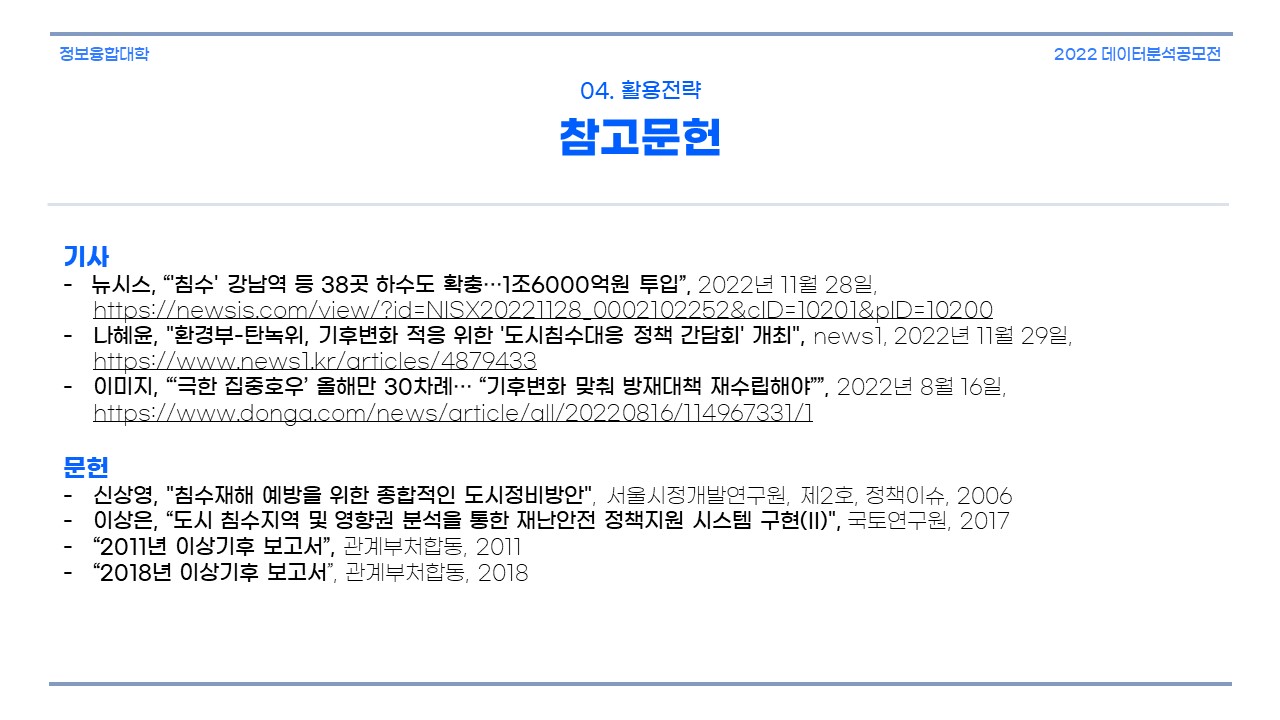 정보융합대학
2022 데이터분석공모전
04. 활용전략
참고문헌
기사
- 뉴시스, “'침수' 강남역 등 38곳 하수도 확충…1조6000억원 투입”, 2022년 11월 28일,
https://newsis.com/view/?id=NISX20221128_0002102252&cID=10201&pID=10200
- 나혜윤, "환경부-탄녹위, 기후변화 적응 위한 '도시침수대응 정책 간담회' 개최", news1, 2022년 11월 29일,
https://www.news1.kr/articles/4879433
- 이미지, “‘극한 집중호우’ 올해만 30차례… “기후변화 맞춰 방재대책 재수립해야””, 2022년 8월 16일,
https://www.donga.com/news/article/all/20220816/114967331/1
문헌
- 신상영, "침수재해 예방을 위한 종합적인 도시정비방안", 서울시정개발연구원, 제2호, 정책이슈, 2006
- 이상은, “도시 침수지역 및 영향권 분석을 통한 재난안전 정책지원 시스템 구현(II)", 국토연구원, 2017
- “2011년 이상기후 보고서”, 관계부처합동, 2011
- “2018년 이상기후 보고서”, 관계부처합동, 2018